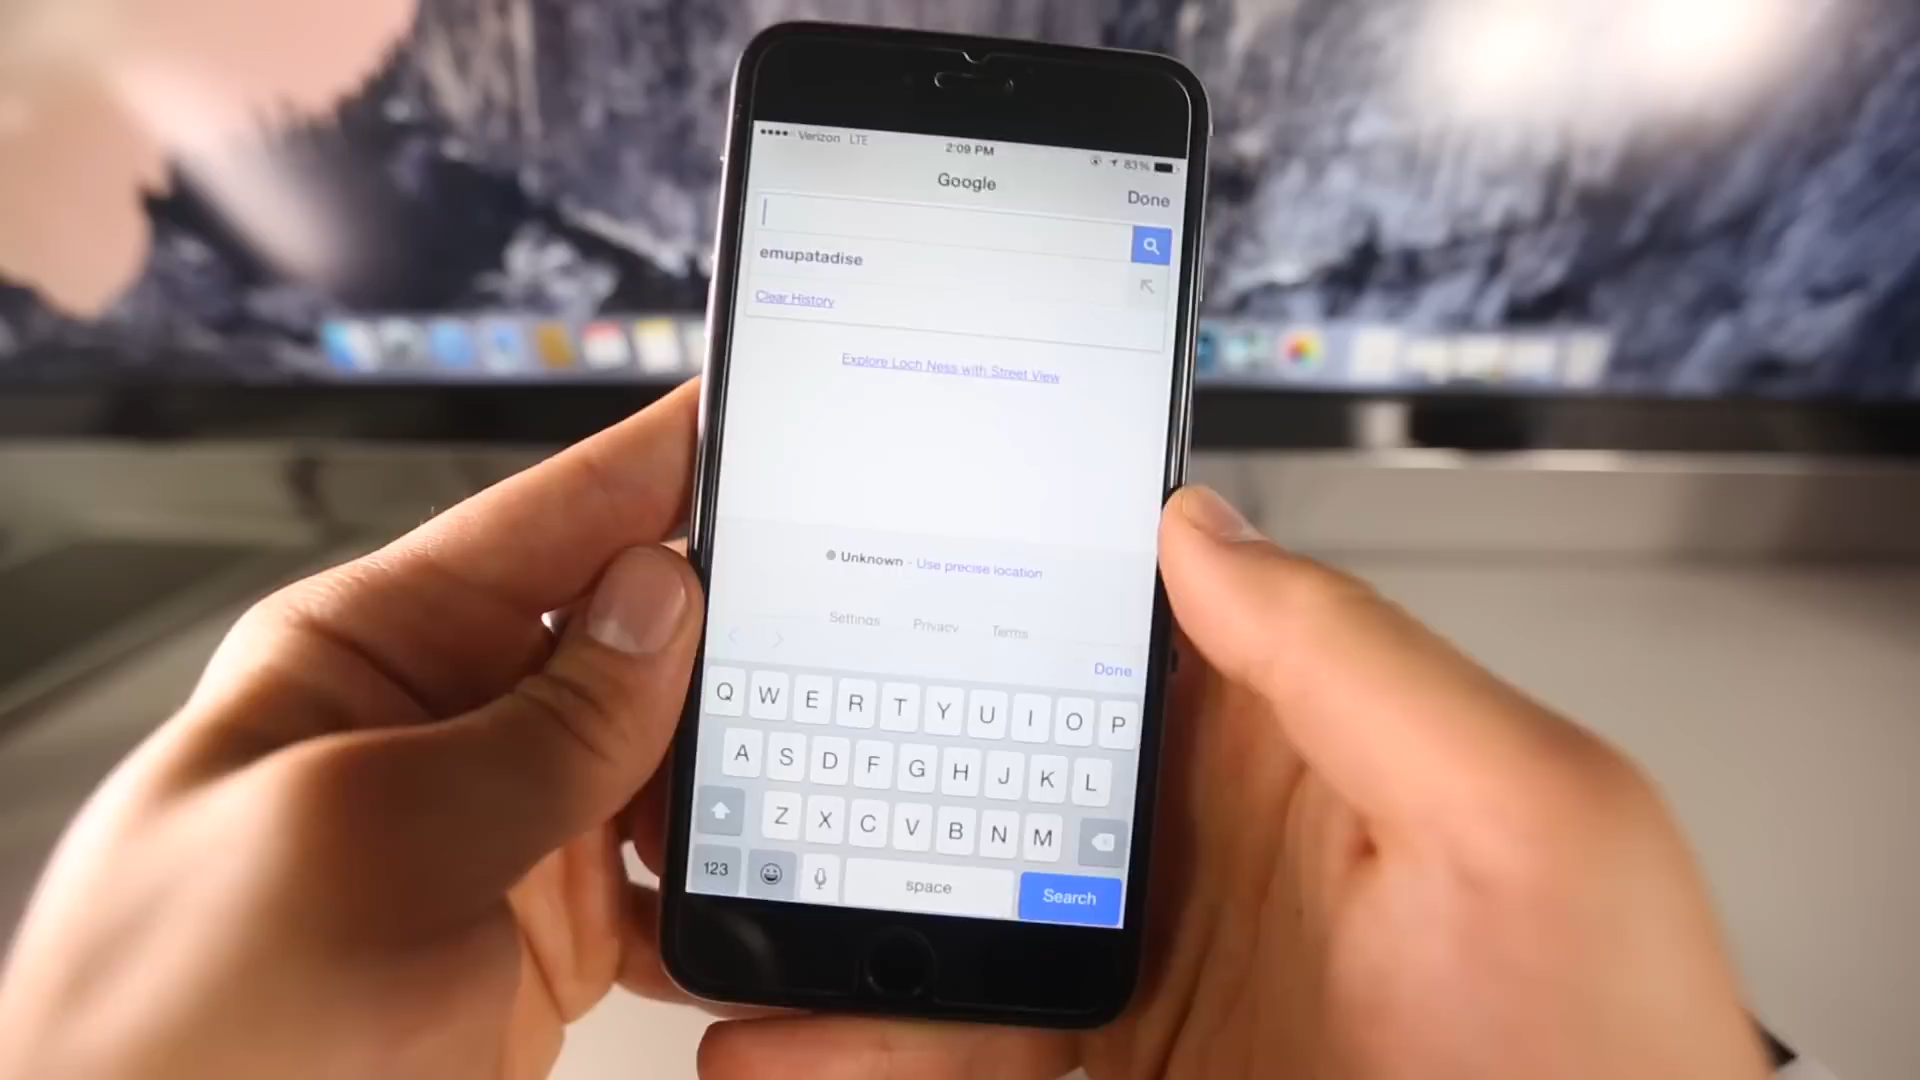 Verizon LTE 2:09 PM 83%
Google Done
emupatadise
Clear History
Explore Loch Ness with Street View
Unknown - Use precise location
Settings Privacy Terms
Done
Q W E R T Y U I O P
A S D F G H J K L
Z X C V B N M
123 space Search